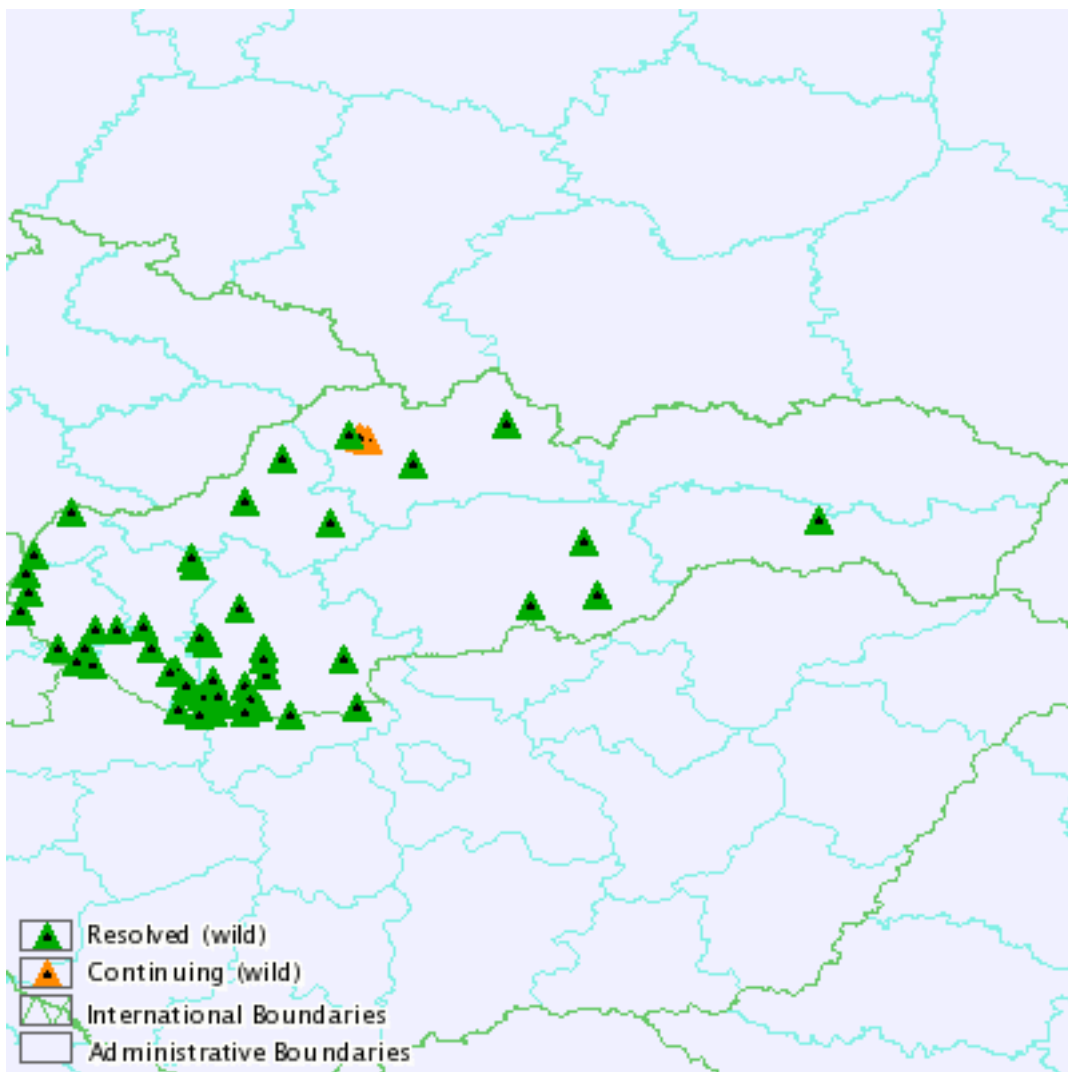 Resolved (wild)
Continuing (wild)
International Boundaries
Administrative Boundaries